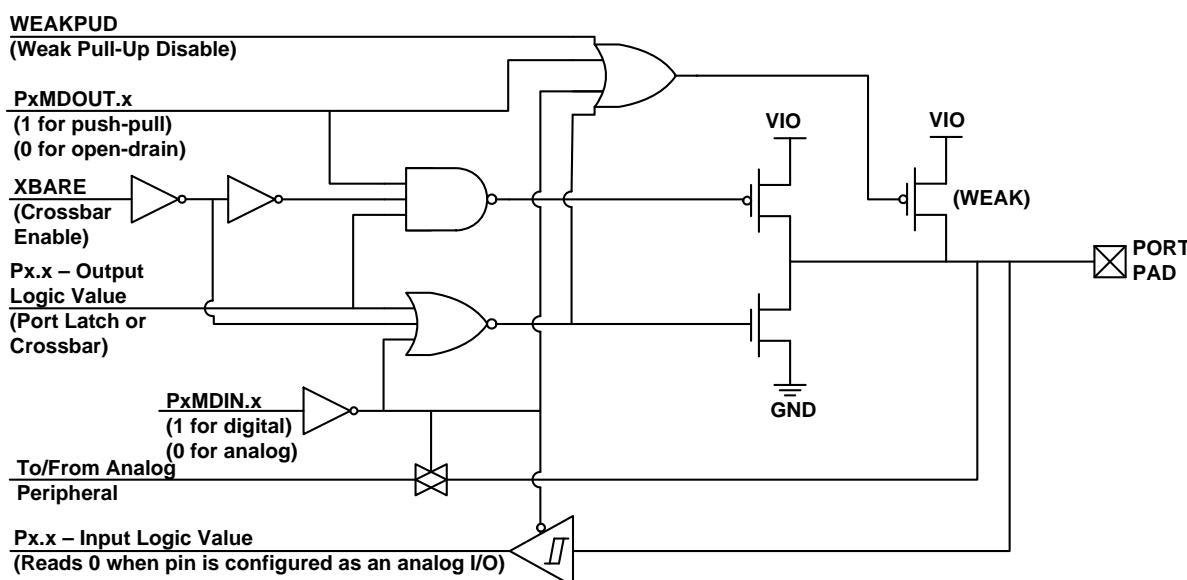 WEAKPUD
(Weak Pull-Up Disable)
PxMDOUT.x
(1 for push-pull)
(0 for open-drain)
XBARE
(Crossbar
Enable)
Px.x – Output
Logic Value
(Port Latch or
Crossbar)
PxMDIN.x
(1 for digital)
(0 for analog)
To/From Analog
Peripheral
Px.x – Input Logic Value
(Reads 0 when pin is configured as an analog I/O)
VIO
VIO
(WEAK)
PORT
PAD
GND